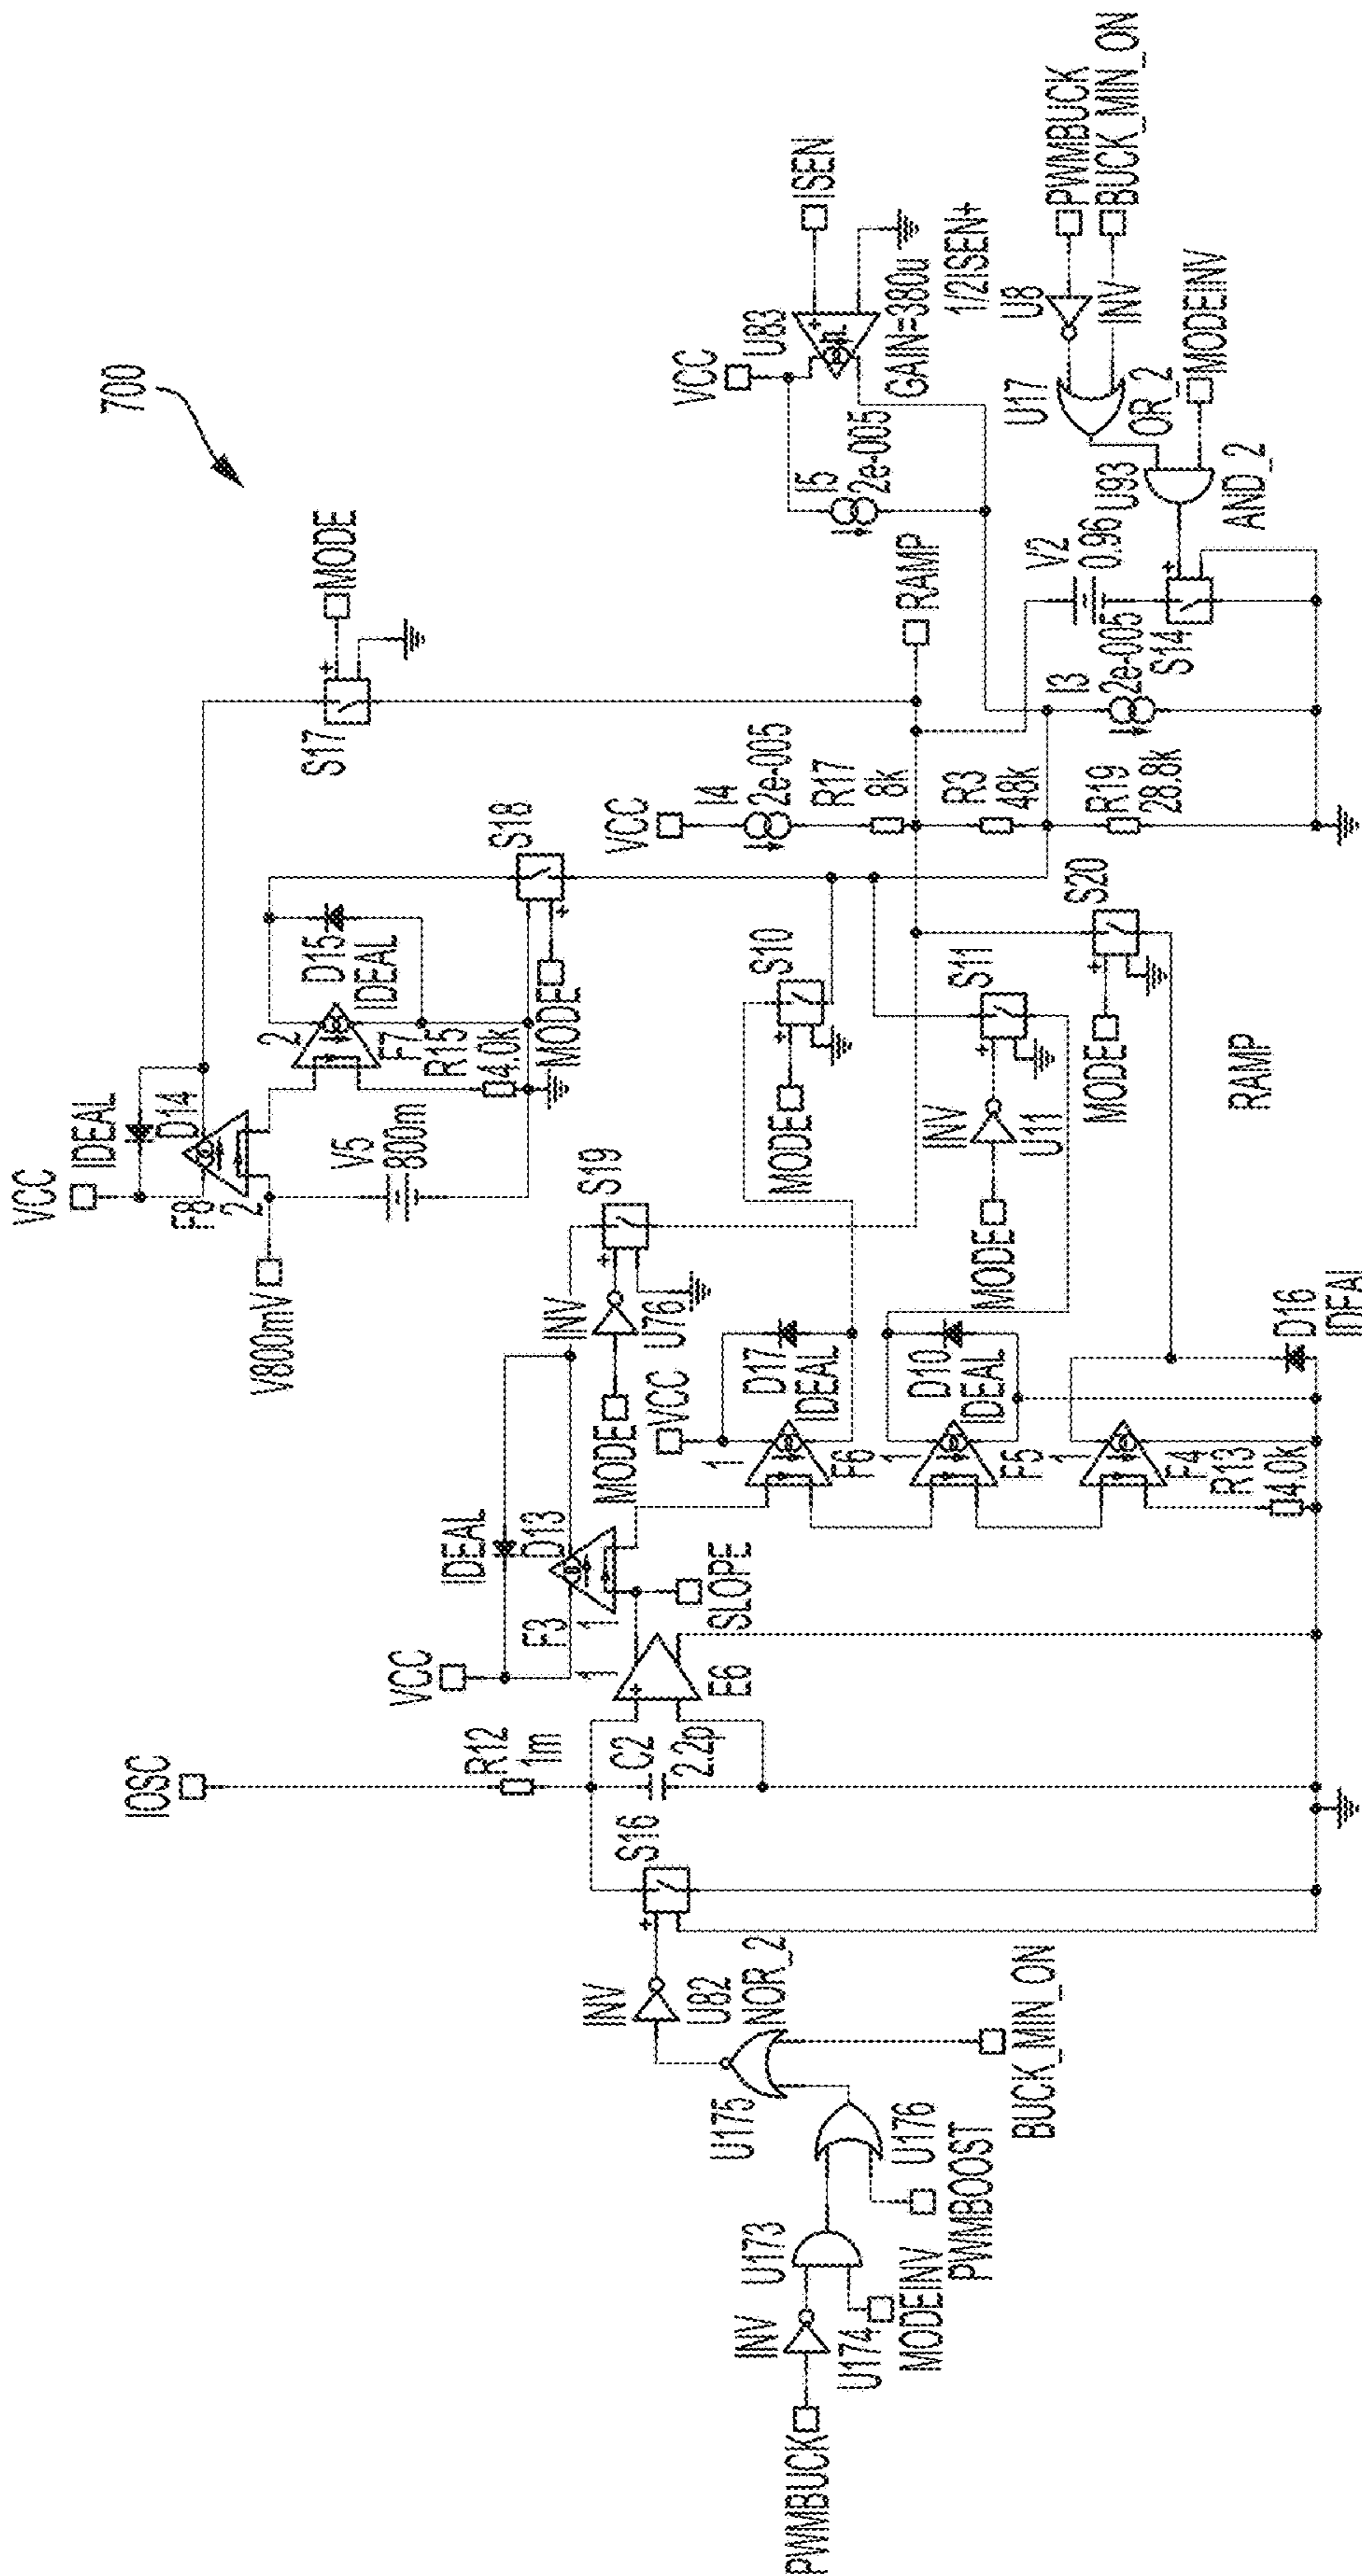 700
VCC
IDEAL
D14
F8
2
V800mV
V5
800m
2
D15
IDEAL
F7
R15
4.0k
MODE
S18
S17
MODE
VCC
I4
2e-005
R17
8k
RAMP
R3
48k
R19
28.8k
I3
2e-005
S14
V2
0.96
VCC
I5
2e-005
U83
ISEN
GAIN=380u
1/2ISEN+
PWMBUCK
BUCK_MIN_ON
U8
INV
U17
OR_2
MODEINV
U93
AND_2
IOSC
R12
1m
C2
2.2p
S16
VCC
IDEAL
D13
F3
1
1
E6
SLOPE
INV
U76
MODE
S19
VCC
1
D17
IDEAL
F6
1
D10
IDEAL
F5
1
F4
R13
4.0k
D16
IDEAL
S10
MODE
INV
U11
MODE
S11
S20
MODE
RAMP
PWMBUCK
INV
U174
U173
MODEINV
U176
PWMBOOST
U175
NOR_2
INV
U82
BUCK_MIN_ON